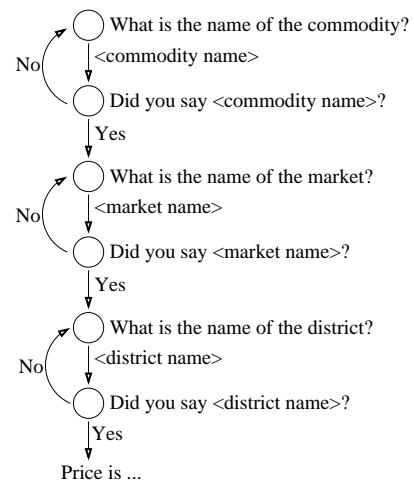 What is the name of the commodity?
No
<commodity name>
Did you say <commodity name>?
Yes
What is the name of the market?
No
<market name>
Did you say <market name>?
Yes
What is the name of the district?
No
<district name>
Did you say <district name>?
Yes
Price is ...